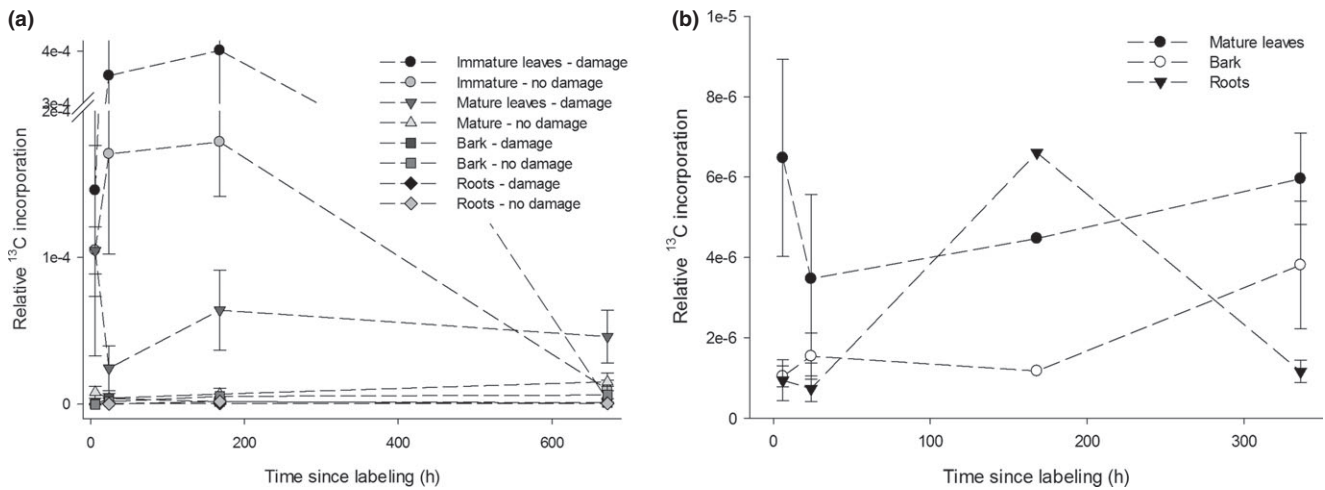 (a)
4e-4
3e-4
2e-4
1e-4
0
Relative ¹³C incorporation
0 200 400 600
Time since labeling (h)
Immature leaves - damage
Immature - no damage
Mature leaves - damage
Mature - no damage
Bark - damage
Bark - no damage
Roots - damage
Roots - no damage
(b)
1e-5
8e-6
6e-6
4e-6
2e-6
0
Relative ¹³C incorporation
0 100 200 300
Time since labeling (h)
Mature leaves
Bark
Roots